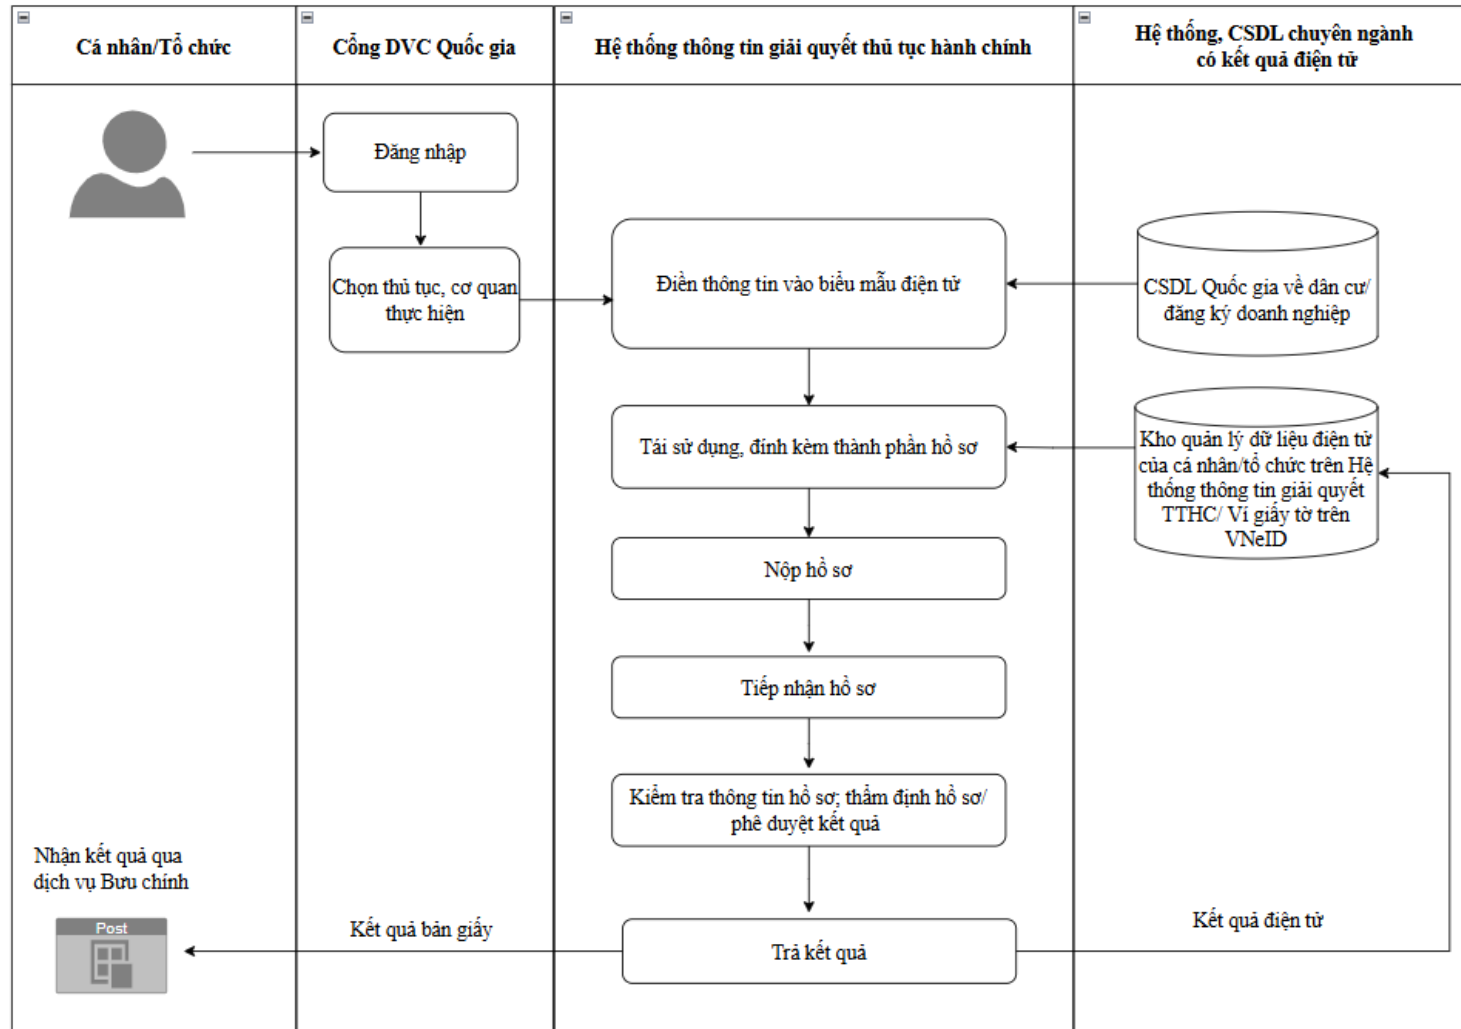 Cá nhân/Tổ chức
Cổng DVC Quốc gia
Hệ thống thông tin giải quyết thủ tục hành chính
Hệ thống, CSDL chuyên ngành
có kết quả điện tử
Đăng nhập
Chọn thủ tục, cơ quan
thực hiện
Điền thông tin vào biểu mẫu điện tử
CSDL Quốc gia về dân cư/
đăng ký doanh nghiệp
Tái sử dụng, đính kèm thành phần hồ sơ
Kho quản lý dữ liệu điện tử
của cá nhân/tổ chức trên Hệ
thống thông tin giải quyết
TTHC/ Ví giấy tờ trên
VNeID
Nộp hồ sơ
Tiếp nhận hồ sơ
Kiểm tra thông tin hồ sơ; thẩm định hồ sơ/
phê duyệt kết quả
Nhận kết quả qua
dịch vụ Bưu chính
Post
Kết quả bản giấy
Trả kết quả
Kết quả điện tử